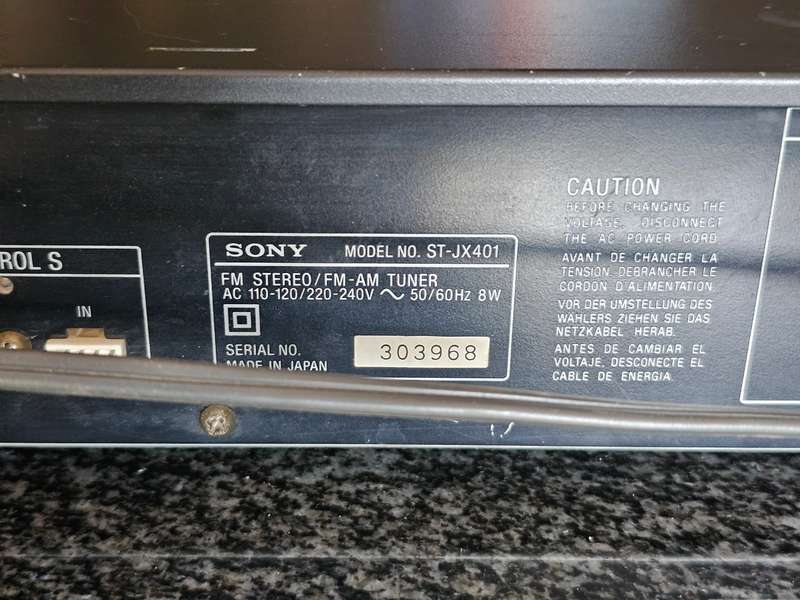 ROL S
IN
SONY MODEL NO. ST-JX401
FM STEREO/FM-AM TUNER
AC 110-120/220-240V ~ 50/60Hz 8W
SERIAL NO. 303968
MADE IN JAPAN
CAUTION
BEFORE CHANGING THE
VOLTAGE, DISCONNECT
THE AC POWER CORD.
AVANT DE CHANGER LA
TENSION, DEBRANCHER LE
CORDON D'ALIMENTATION.
VOR DER UMSTELLUNG DES
WAHLERS ZIEHEN SIE DAS
NETZKABEL HERAB.
ANTES DE CAMBIAR EL
VOLTAJE, DESCONECTE EL
CABLE DE ENERGIA.